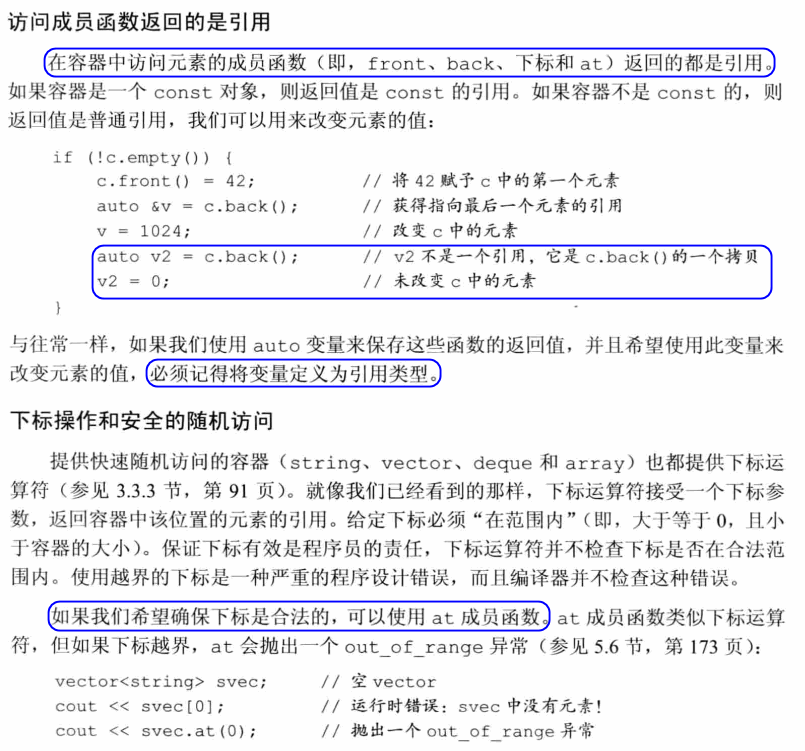 访问成员函数返回的是引用
在容器中访问元素的成员函数（即，front、back、下标和 at）返回的都是引用。
如果容器是一个 const 对象，则返回值是 const 的引用。如果容器不是 const 的，则
返回值是普通引用，我们可以用来改变元素的值：
if (!c.empty()) {
c.front() = 42; // 将 42 赋予 c 中的第一个元素
auto &v = c.back(); // 获得指向最后一个元素的引用
v = 1024; // 改变 c 中的元素
auto v2 = c.back(); // v2 不是一个引用，它是 c.back()的一个拷贝
v2 = 0; // 未改变 c 中的元素
}
与往常一样，如果我们使用 auto 变量来保存这些函数的返回值，并且希望使用此变量来
改变元素的值，必须记得将变量定义为引用类型。
下标操作和安全的随机访问
提供快速随机访问的容器（string、vector、deque 和 array）也都提供下标运
算符（参见 3.3.3 节，第 91 页）。就像我们已经看到的那样，下标运算符接受一个下标参
数，返回容器中该位置的元素的引用。给定下标必须“在范围内”（即，大于等于 0，且小
于容器的大小）。保证下标有效是程序员的责任，下标运算符并不检查下标是否在合法范
围内。使用越界的下标是一种严重的程序设计错误，而且编译器并不检查这种错误。
如果我们希望确保下标是合法的，可以使用 at 成员函数。at 成员函数类似下标运算
符，但如果下标越界，at 会抛出一个 out_of_range 异常（参见 5.6 节，第 173 页）：
vector<string> svec; // 空 vector
cout << svec[0]; // 运行时错误：svec 中没有元素！
cout << svec.at(0); // 抛出一个 out_of_range 异常